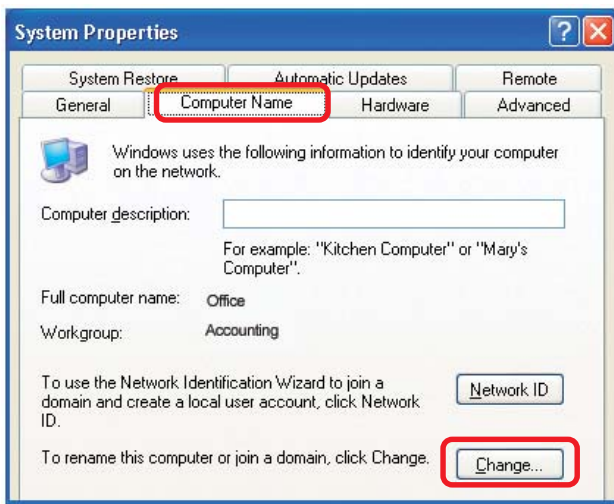 System Properties
System Restore Automatic Updates Remote
General Computer Name Hardware Advanced
Windows uses the following information to identify your computer
on the network.
Computer description:
For example: "Kitchen Computer" or "Mary's
Computer".
Full computer name: Office
Workgroup: Accounting
To use the Network Identification Wizard to join a
domain and create a local user account, click Network
ID.
Network ID
To rename this computer or join a domain, click Change.
Change...